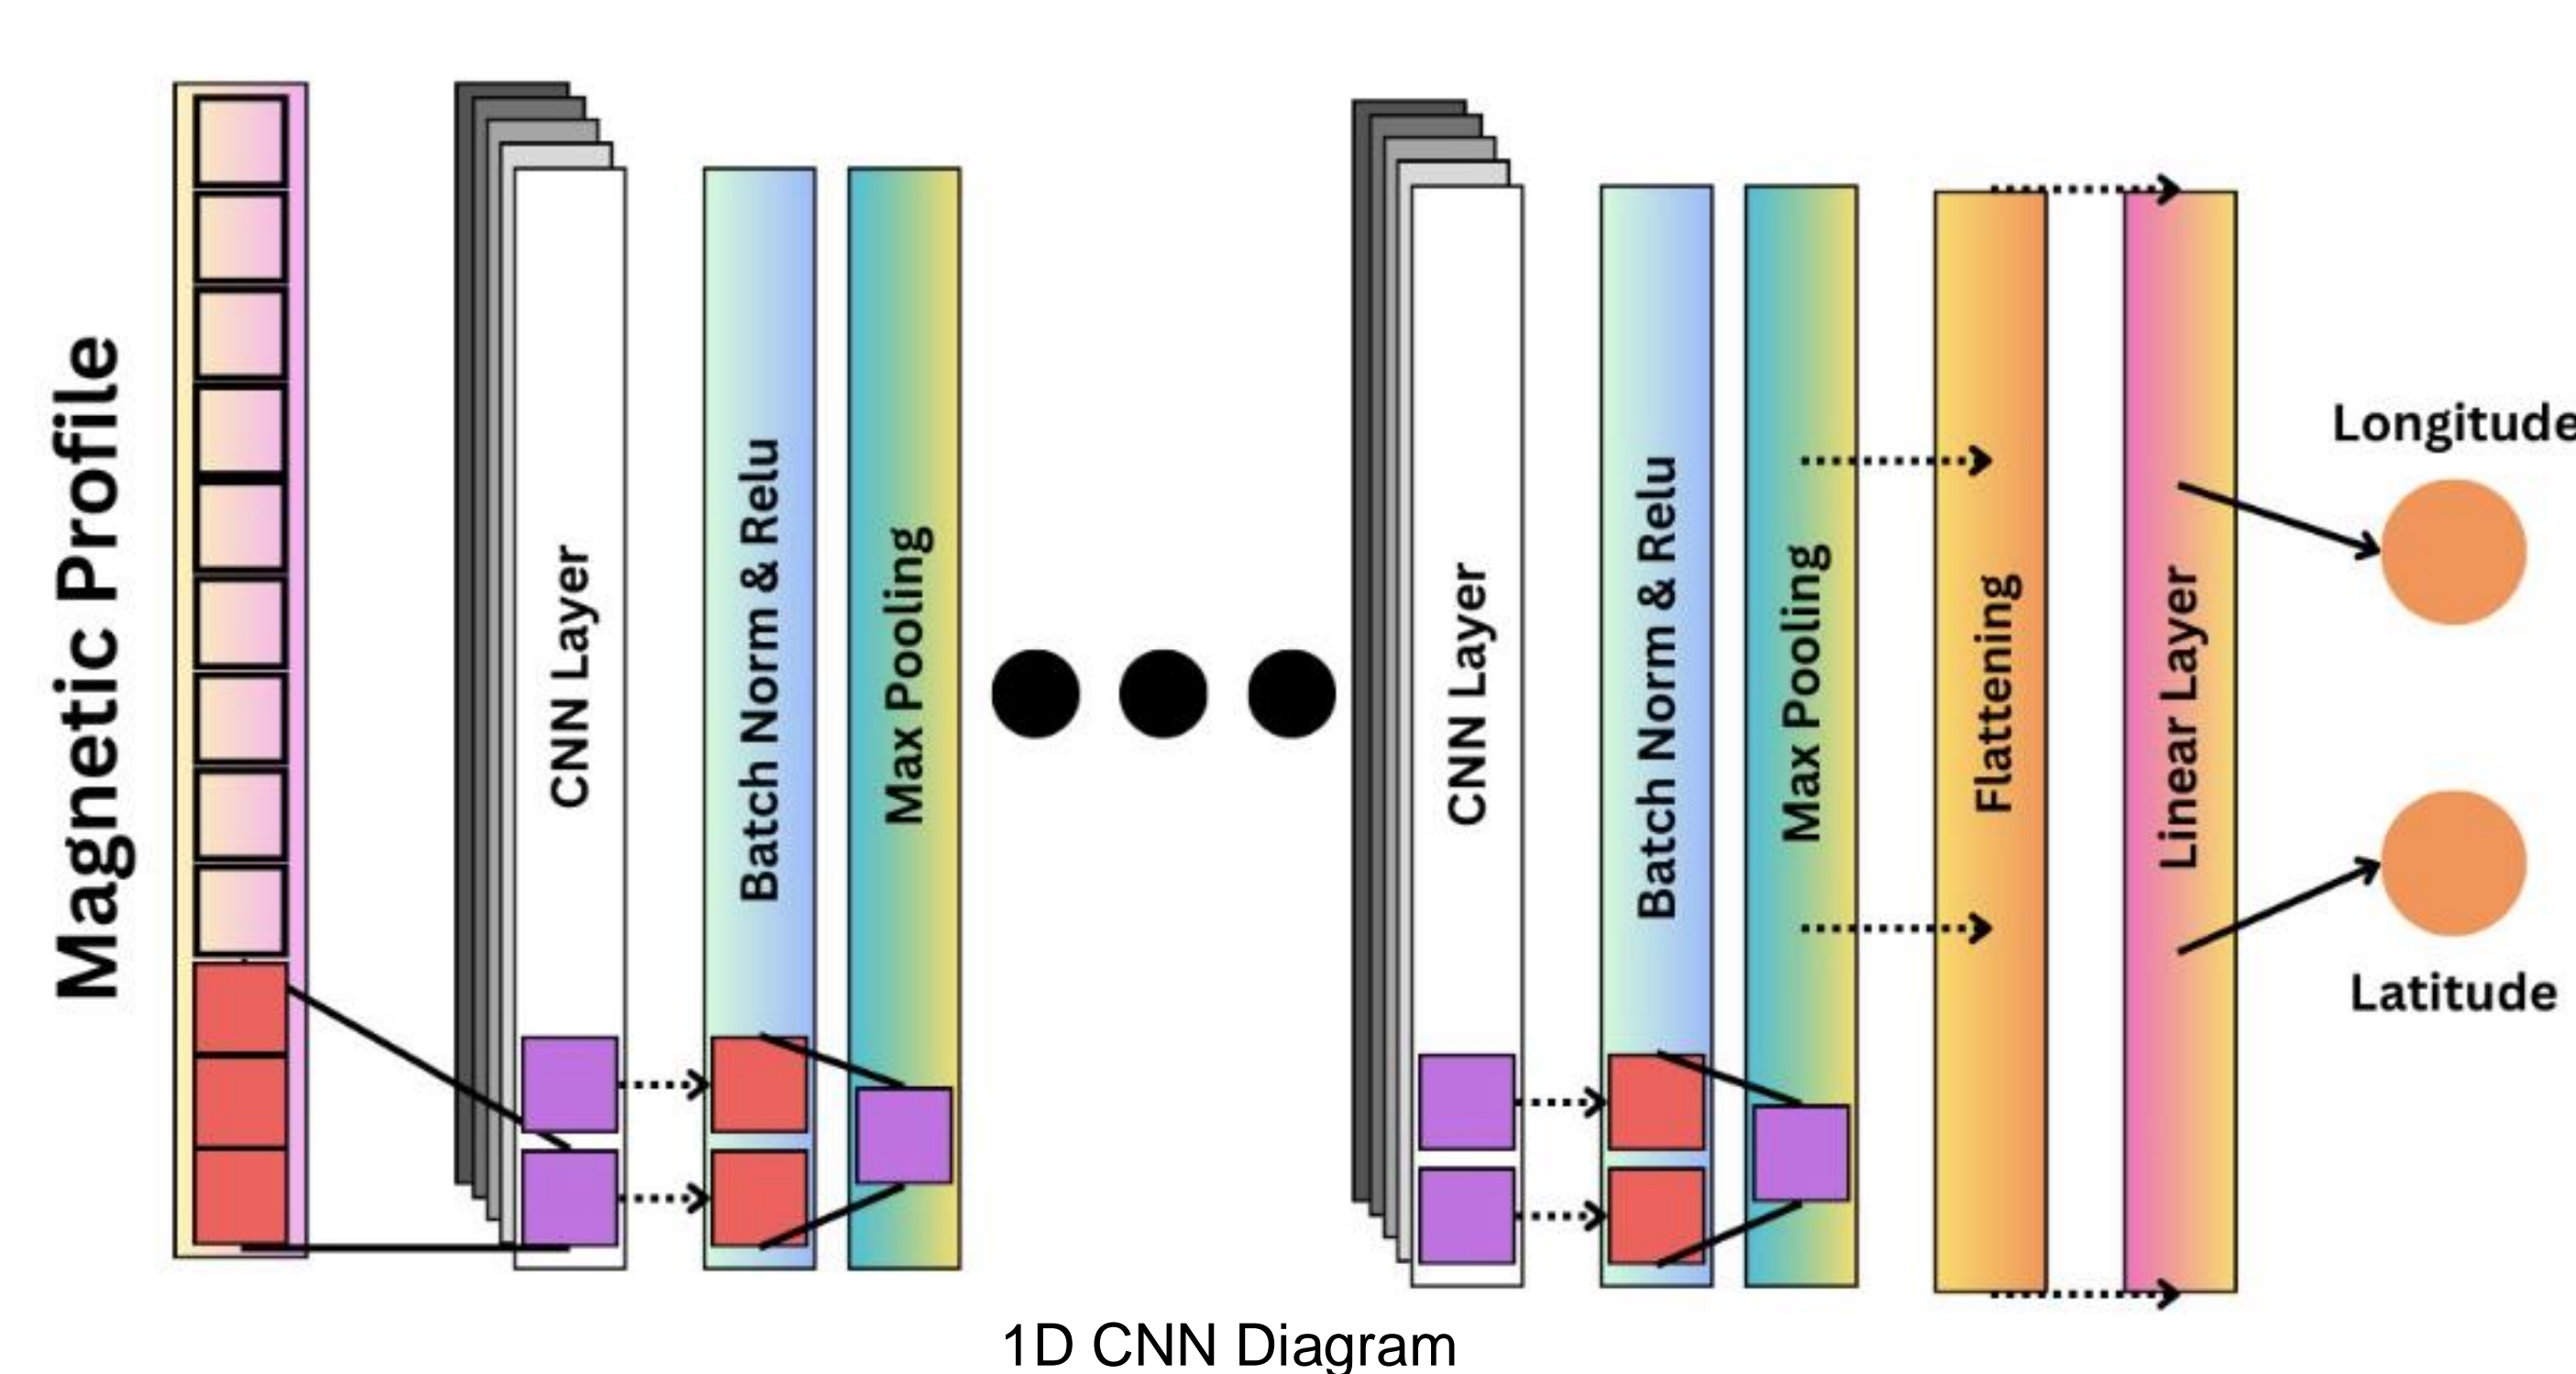 Magnetic Profile
CNN Layer
Batch Norm & Relu
Max Pooling
CNN Layer
Batch Norm & Relu
Max Pooling
Flattening
Linear Layer
Longitude
Latitude
1D CNN Diagram